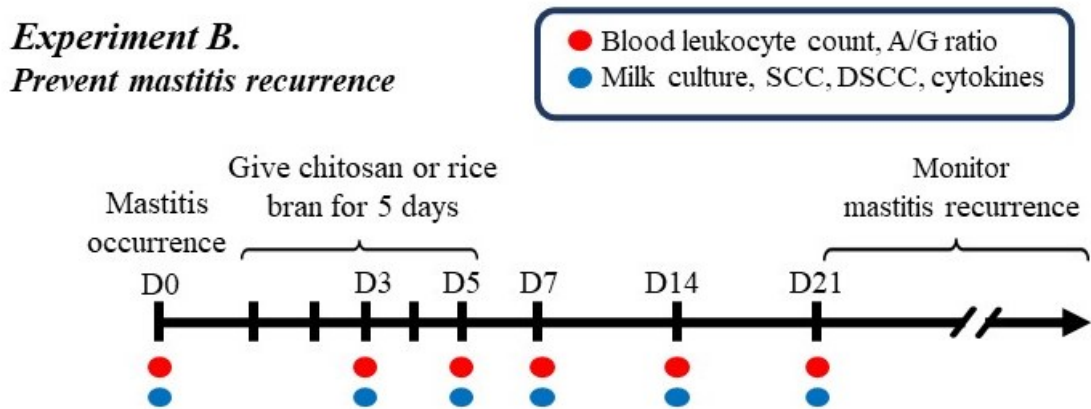 Experiment B.
Prevent mastitis recurrence
Blood leukocyte count, A/G ratio
Milk culture, SCC, DSCC, cytokines
Mastitis
occurrence
Give chitosan or rice
bran for 5 days
Monitor
mastitis recurrence
D0
D3
D5
D7
D14
D21